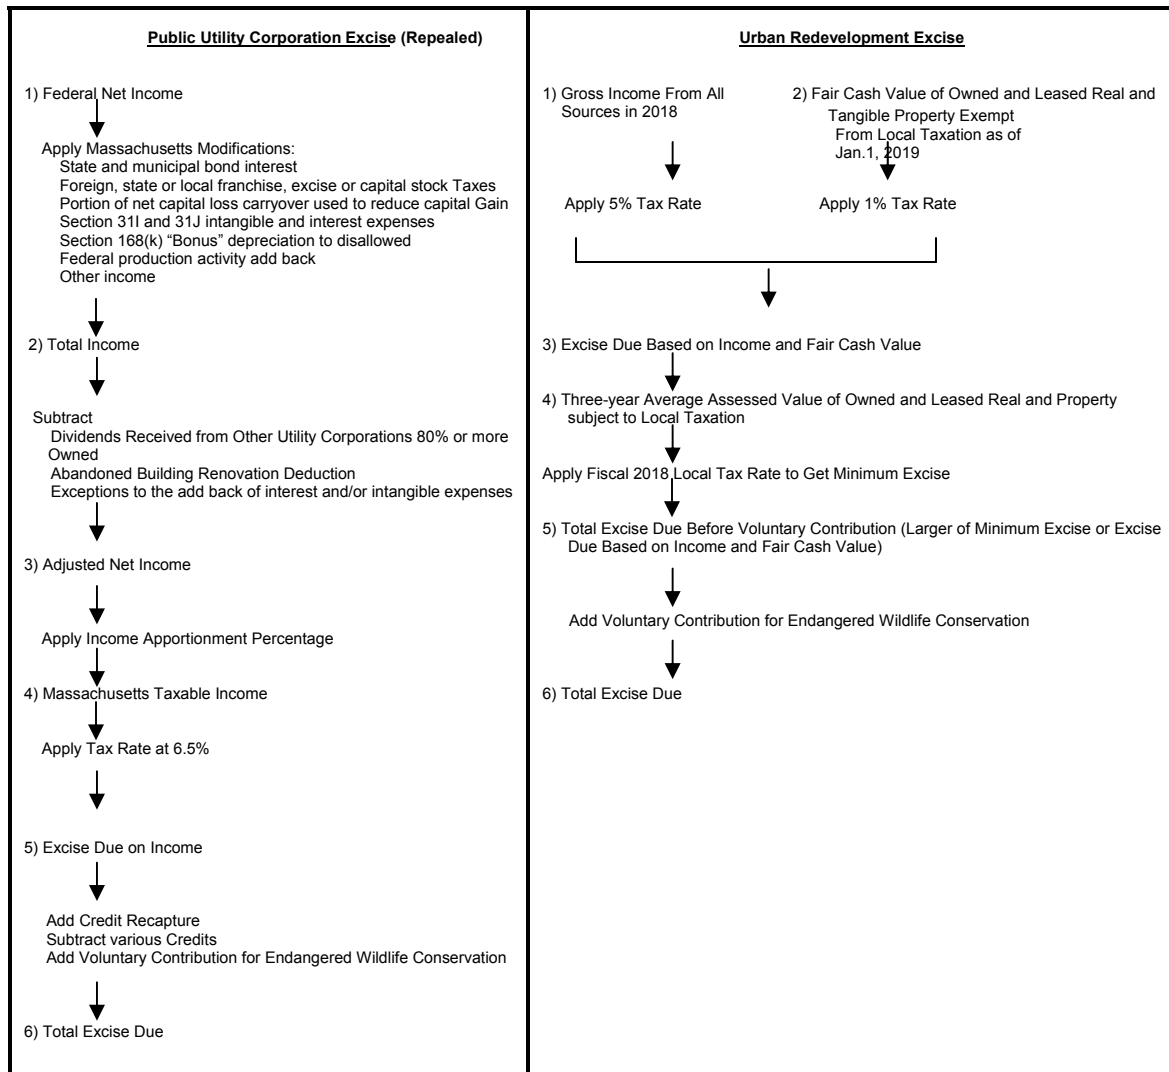 Public Utility Corporation Excise (Repealed)
1) Federal Net Income
Apply Massachusetts Modifications:
State and municipal bond interest
Foreign, state or local franchise, excise or capital stock Taxes
Portion of net capital loss carryover used to reduce capital Gain
Section 31I and 31J intangible and interest expenses
Section 168(k) “Bonus” depreciation to disallowed
Federal production activity add back
Other income
2) Total Income
Subtract
Dividends Received from Other Utility Corporations 80% or more
Owned
Abandoned Building Renovation Deduction
Exceptions to the add back of interest and/or intangible expenses
3) Adjusted Net Income
Apply Income Apportionment Percentage
4) Massachusetts Taxable Income
Apply Tax Rate at 6.5%
5) Excise Due on Income
Add Credit Recapture
Subtract various Credits
Add Voluntary Contribution for Endangered Wildlife Conservation
6) Total Excise Due
Urban Redevelopment Excise
1) Gross Income From All
Sources in 2018
2) Fair Cash Value of Owned and Leased Real and
Tangible Property Exempt
From Local Taxation as of
Jan.1, 2019
Apply 5% Tax Rate
Apply 1% Tax Rate
3) Excise Due Based on Income and Fair Cash Value
4) Three-year Average Assessed Value of Owned and Leased Real and Property
subject to Local Taxation
Apply Fiscal 2018 Local Tax Rate to Get Minimum Excise
5) Total Excise Due Before Voluntary Contribution (Larger of Minimum Excise or Excise
Due Based on Income and Fair Cash Value)
Add Voluntary Contribution for Endangered Wildlife Conservation
6) Total Excise Due